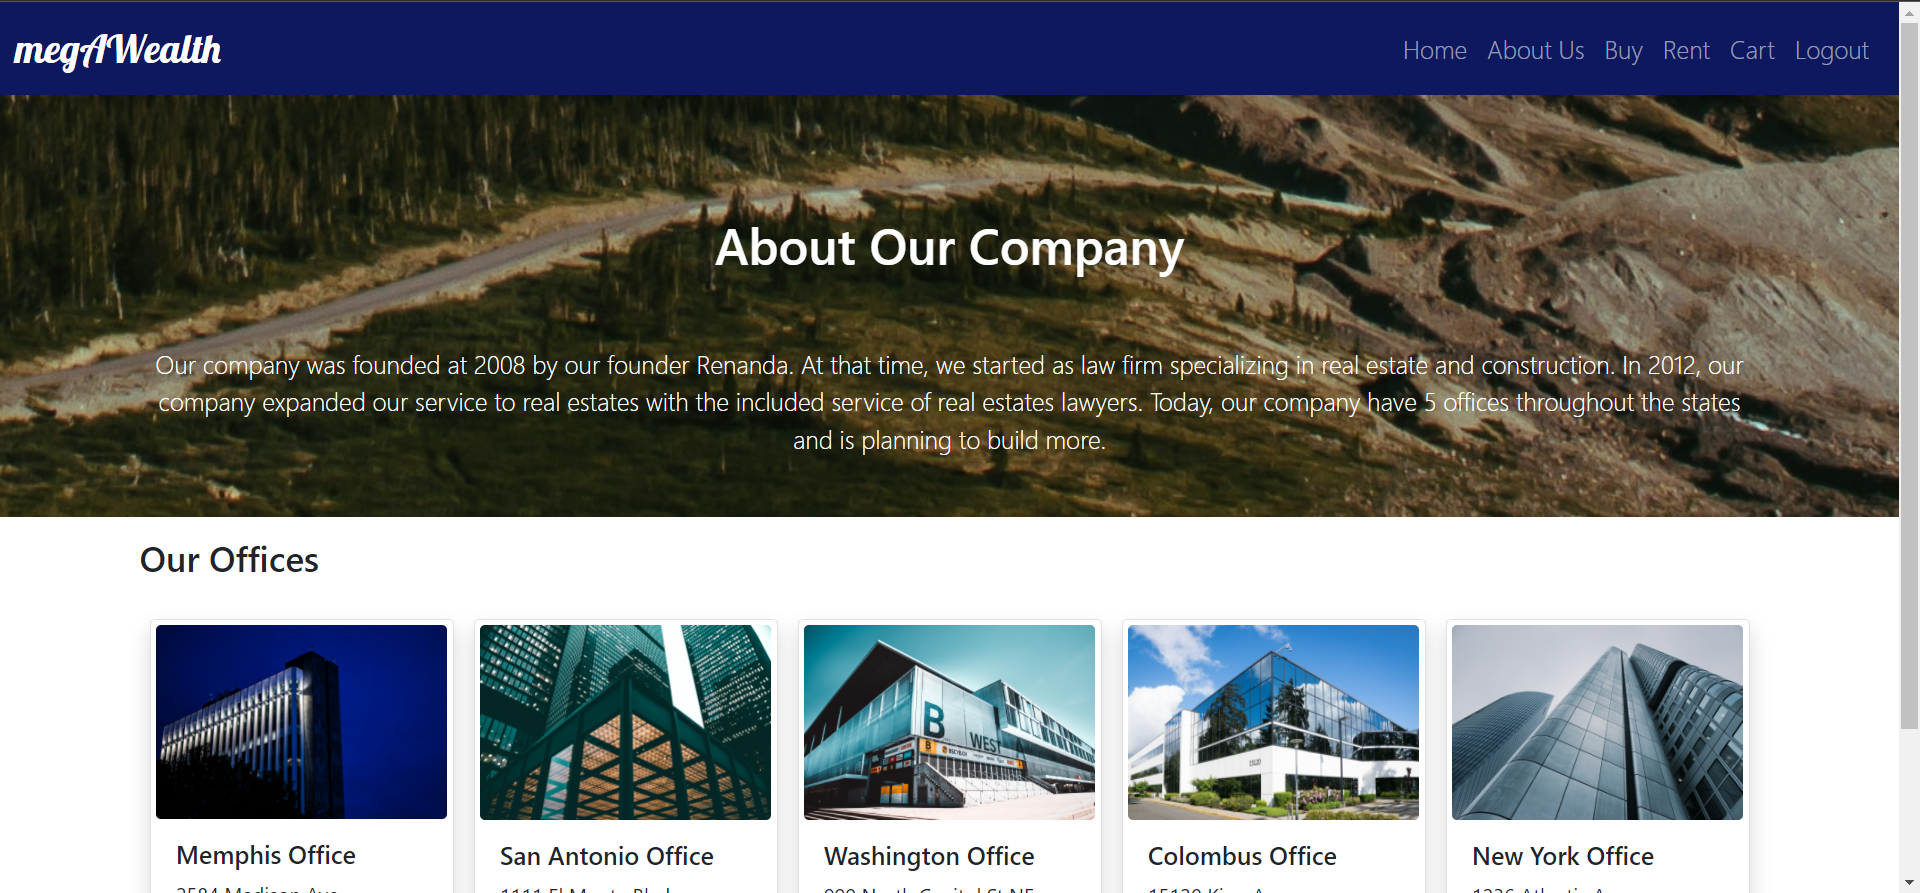 megAWealth
Home About Us Buy Rent Cart Logout
About Our Company
Our company was founded at 2008 by our founder Renanda. At that time, we started as law firm specializing in real estate and construction. In 2012, our
company expanded our service to real estates with the included service of real estates lawyers. Today, our company have 5 offices throughout the states
and is planning to build more.
Our Offices
B
WEST
B
15120
Memphis Office
San Antonio Office
Washington Office
Colombus Office
New York Office